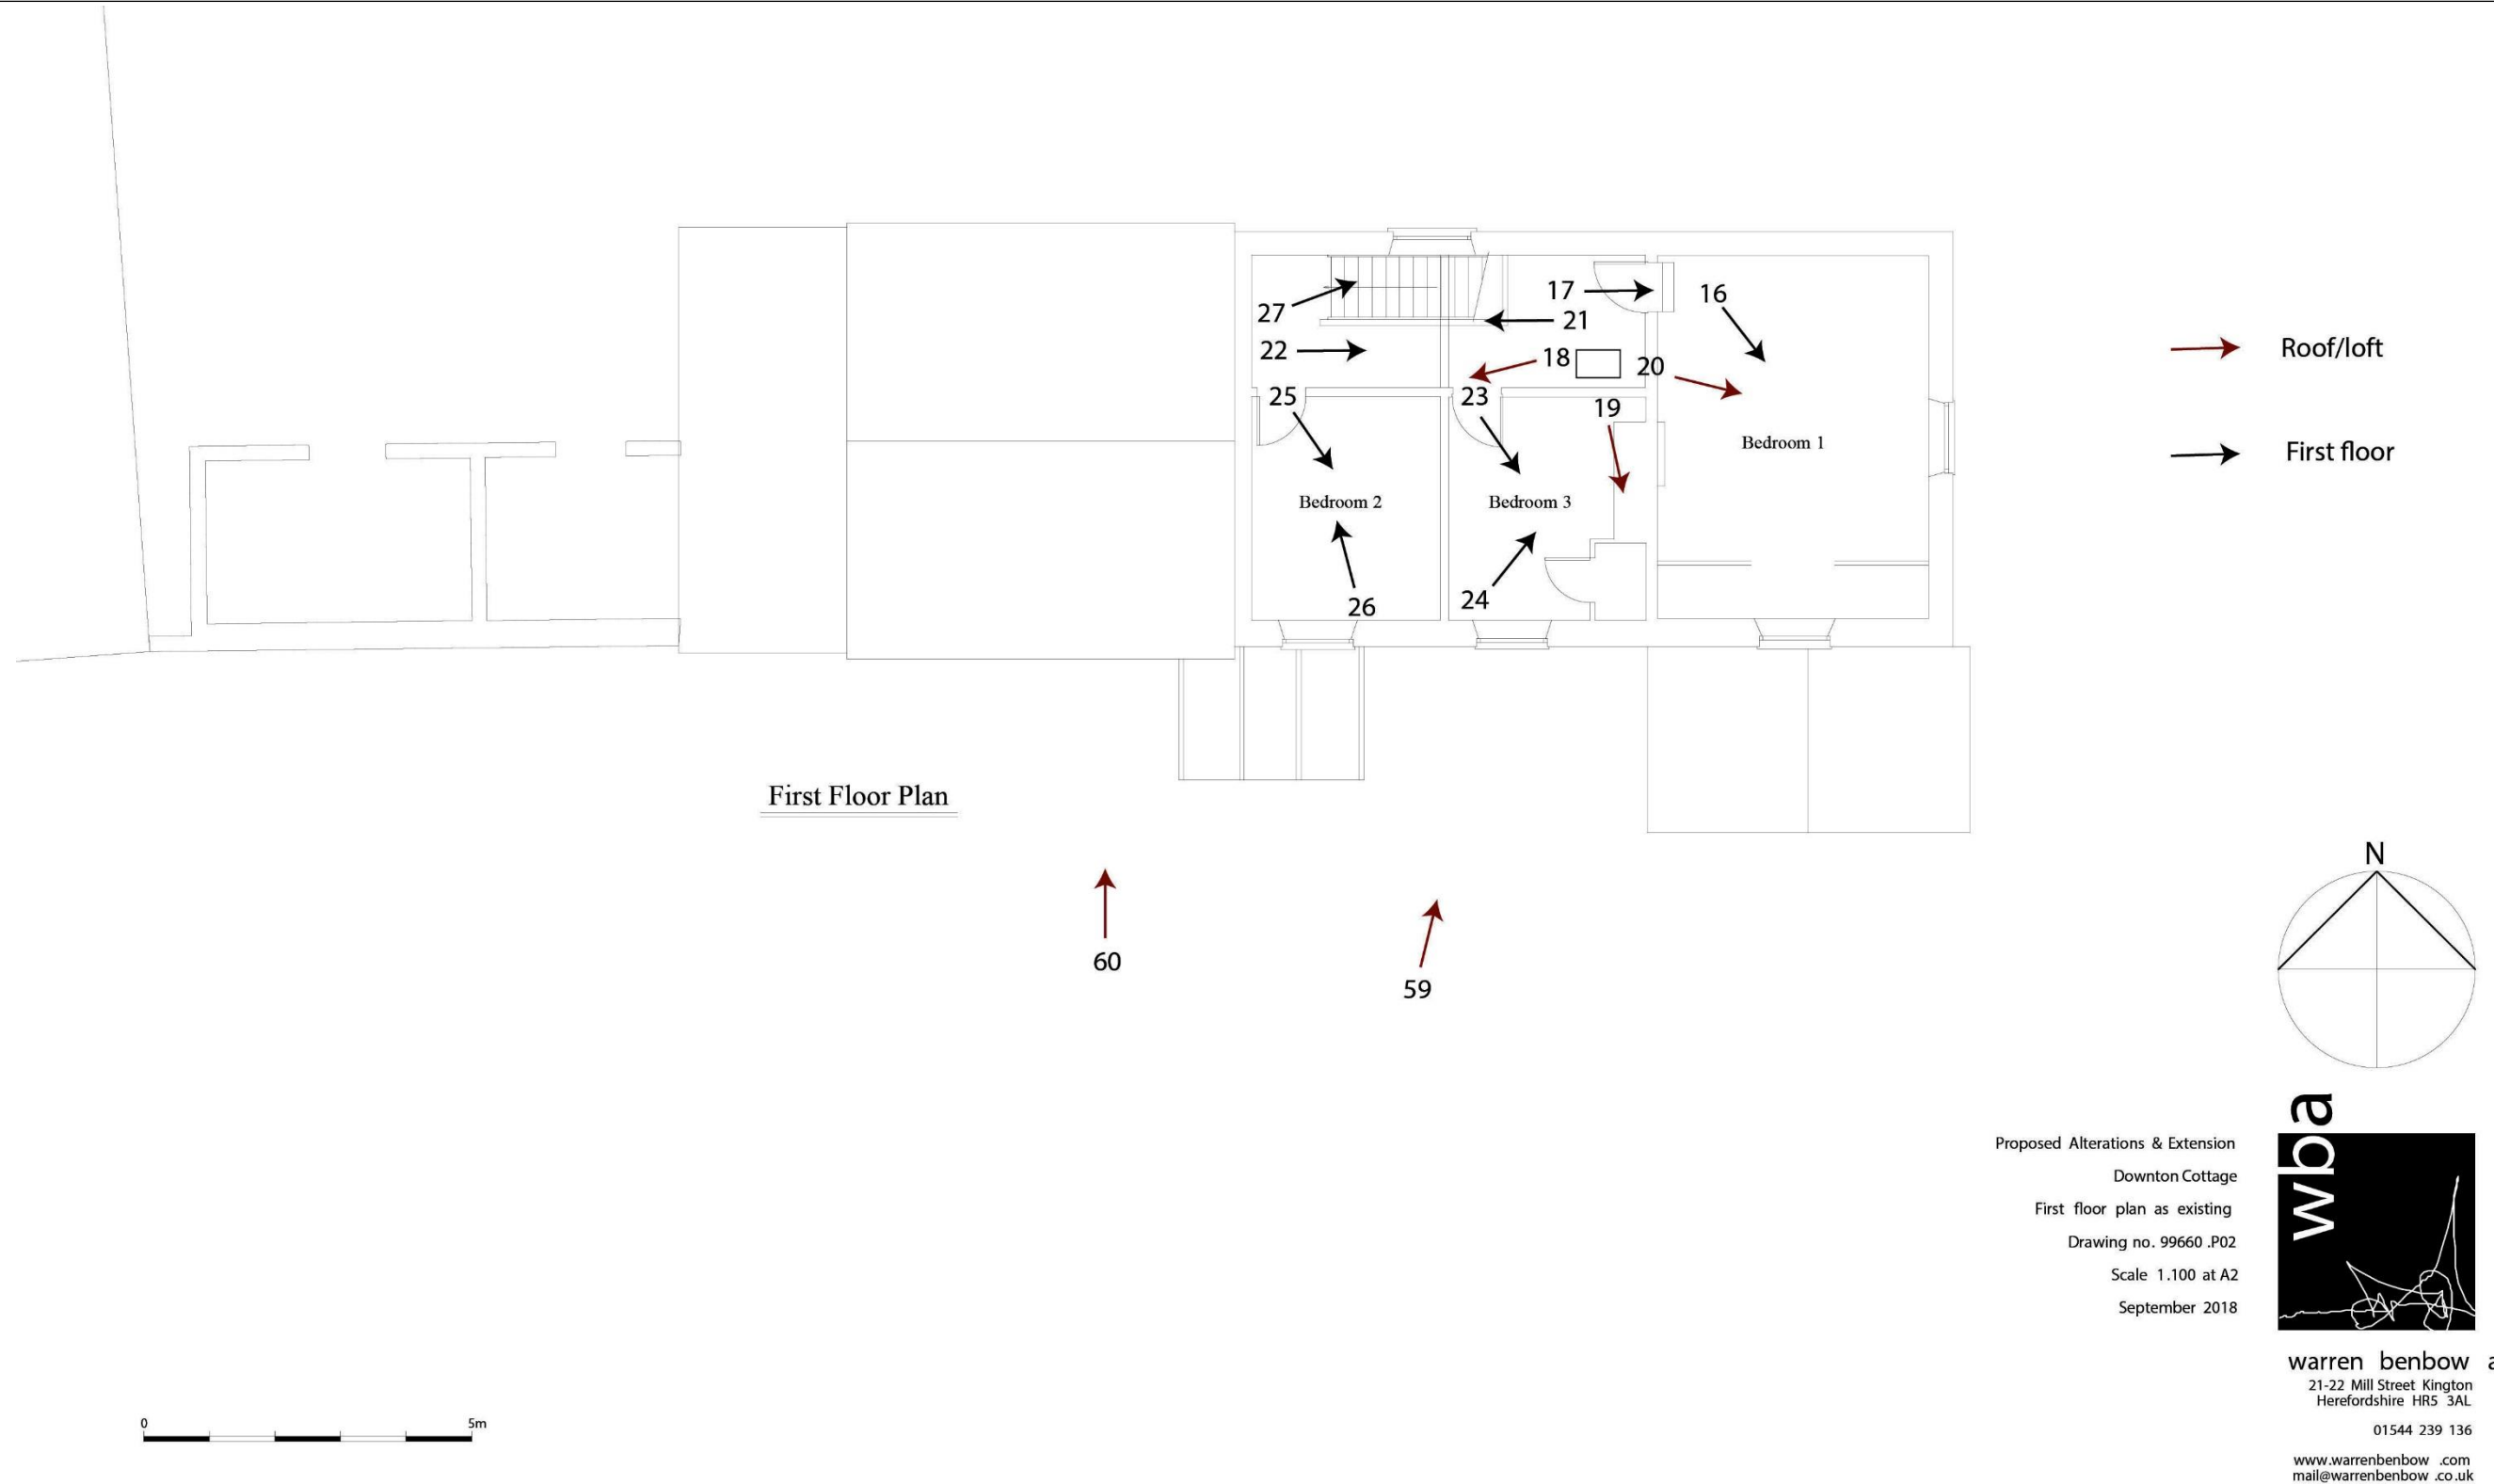 27
17
16
21
22
18
20
25
23
19
Roof/loft
First floor
Bedroom 1
Bedroom 2
Bedroom 3
26
24
First Floor Plan
60
59
N
wba
Proposed Alterations & Extension
Downton Cottage
First floor plan as existing
Drawing no. 99660 .P02
Scale 1.100 at A2
September 2018
warren benbow a
21-22 Mill Street Kington
Herefordshire HR5 3AL
01544 239 136
www.warrenbenbow .com
mail@warrenbenbow .co.uk
0 5m